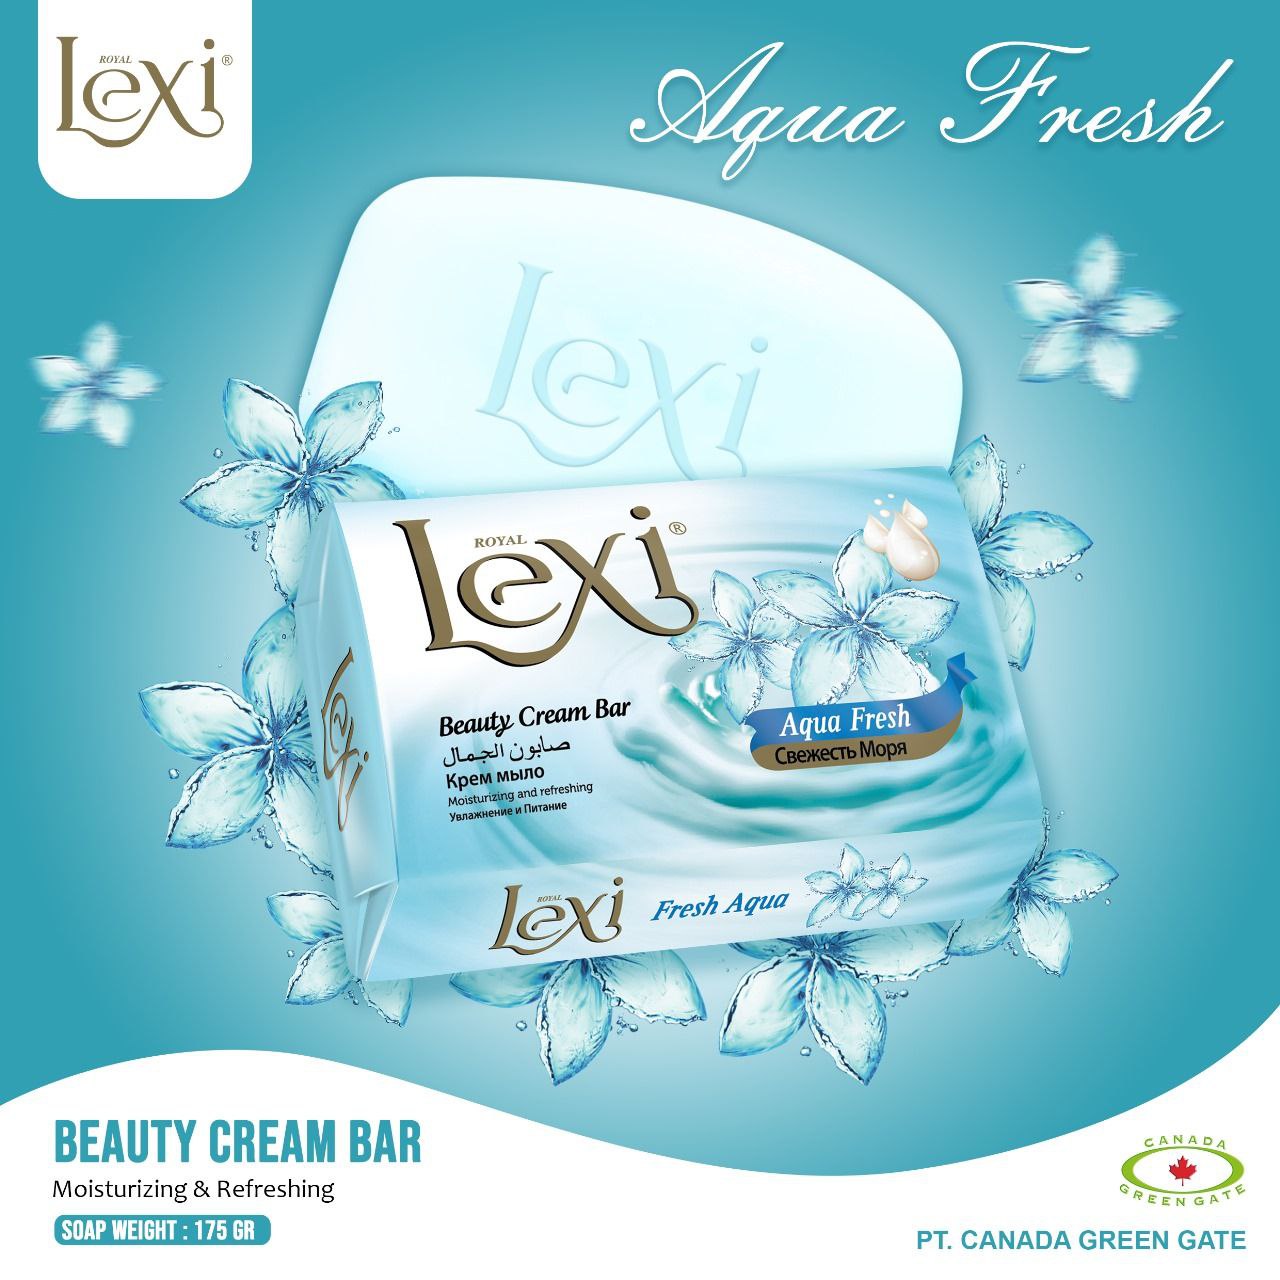 ROYAL
Lexi®
Aqua Fresh
Lexi
ROYAL
Lexi®
Beauty Cream Bar
صابون الجمال
Крем мыло
Moisturizing and refreshing
Увлажнение и Питание
Aqua Fresh
Свежесть Моря
Lexi
ROYAL
Lexi
Fresh Aqua
BEAUTY CREAM BAR
Moisturizing & Refreshing
SOAP WEIGHT : 175 GR
CANADA
GREEN GATE
PT. CANADA GREEN GATE